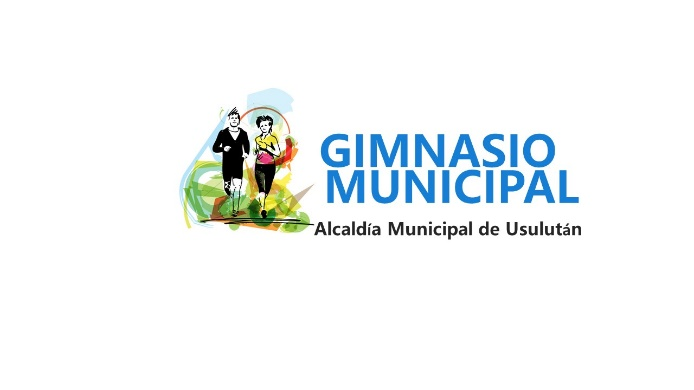 GIMNASIO
MUNICIPAL
Alcaldía Municipal de Usulután